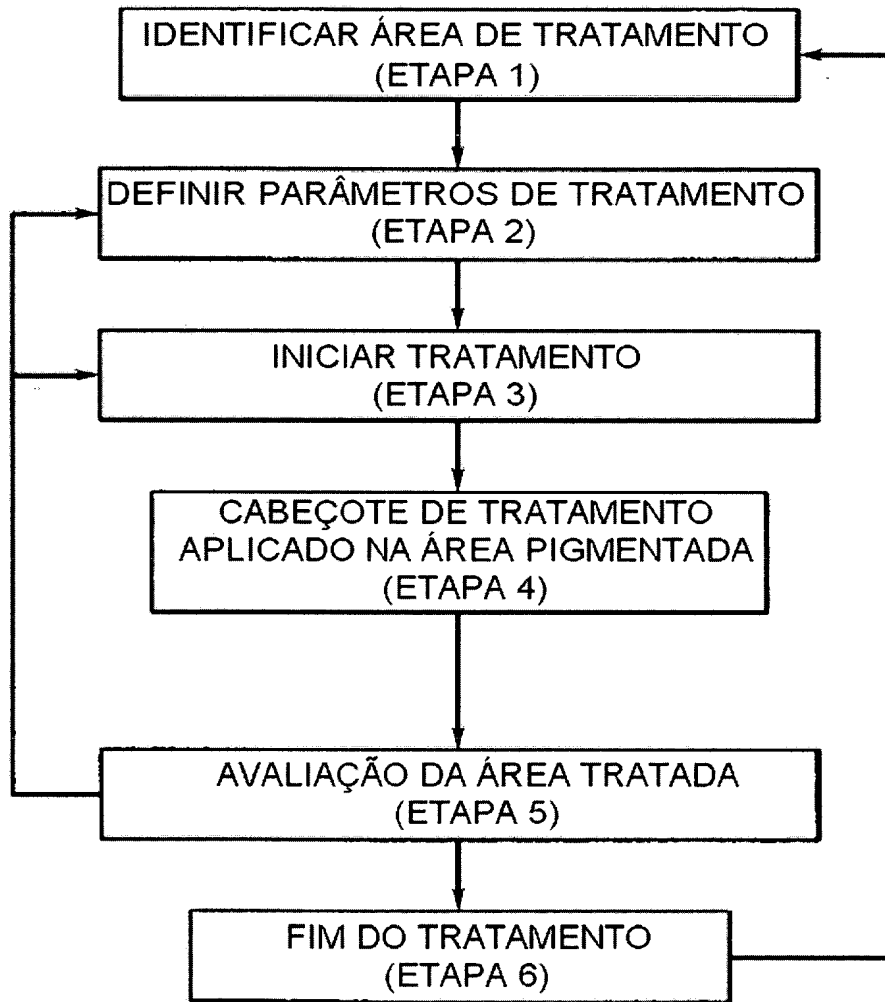 IDENTIFICAR ÁREA DE TRATAMENTO
(ETAPA 1)
DEFINIR PARÂMETROS DE TRATAMENTO
(ETAPA 2)
INICIAR TRATAMENTO
(ETAPA 3)
CABEÇOTE DE TRATAMENTO
APLICADO NA ÁREA PIGMENTADA
(ETAPA 4)
AVALIAÇÃO DA ÁREA TRATADA
(ETAPA 5)
FIM DO TRATAMENTO
(ETAPA 6)